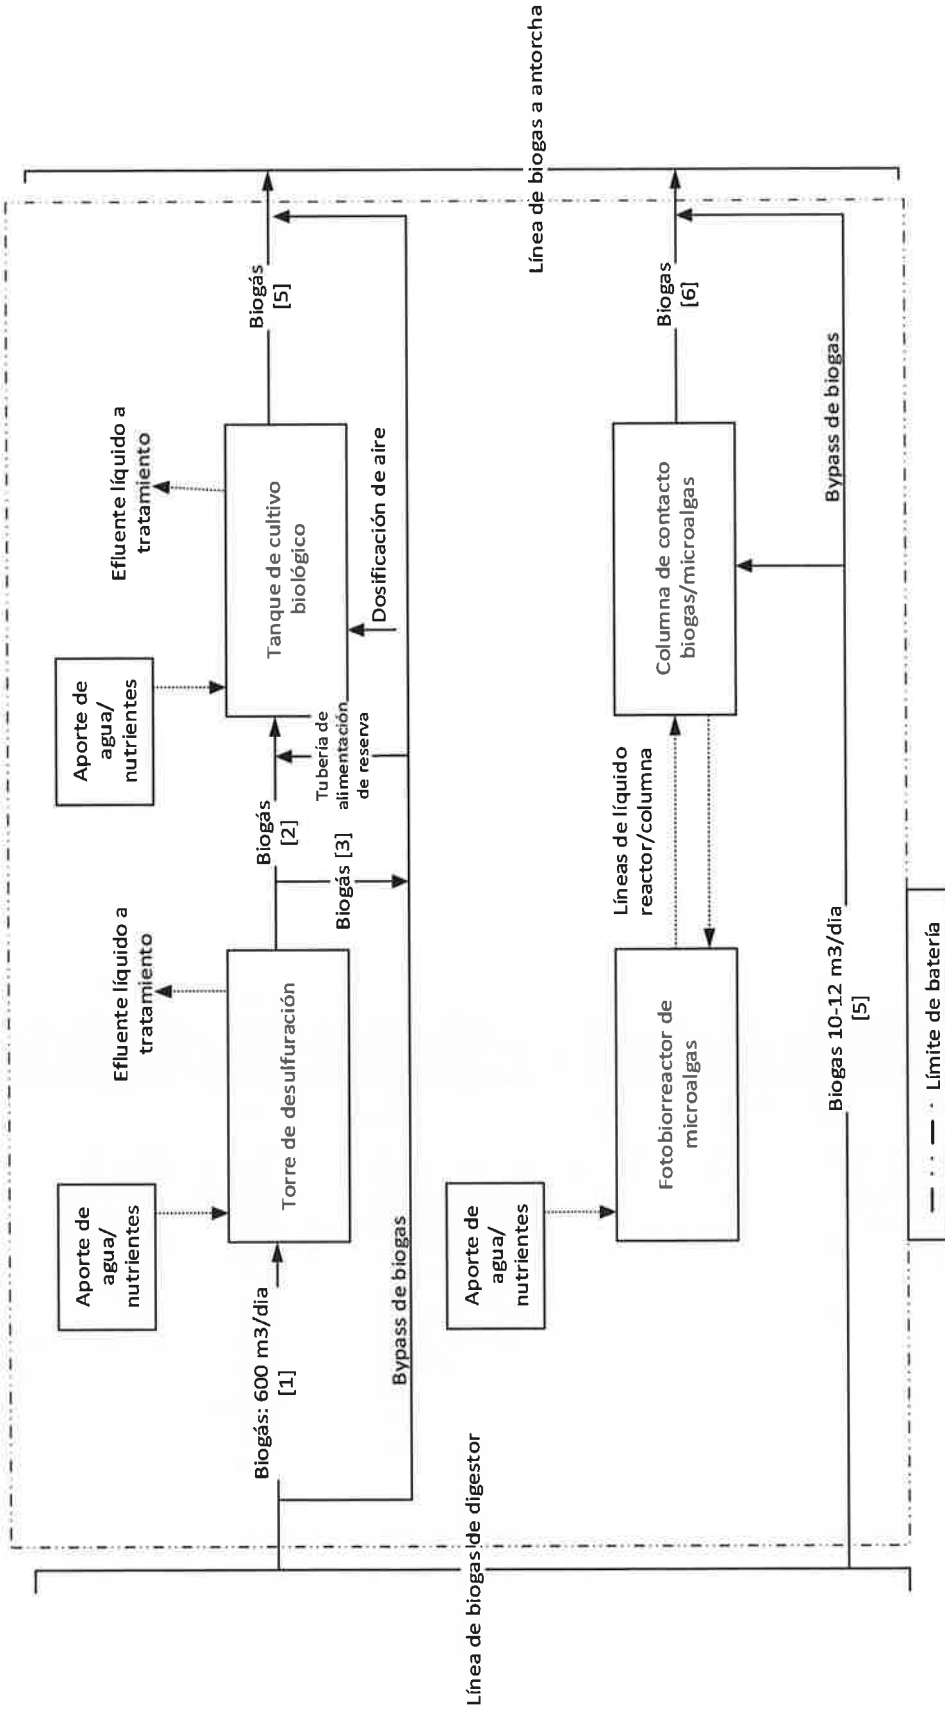 Línea de biogas de digestor
Biogás: 600 m3/dia
[1]
Aporte de
agua/
nutrientes
Torre de desulfuración
Efluente líquido a
tratamiento
Biogás
[2]
Biogás [3]
Tubería de
alimentación
de reserva
Aporte de
agua/
nutrientes
Tanque de cultivo
biológico
Efluente líquido a
tratamiento
Dosificación de aire
Biogás
[5]
Bypass de biogas
Línea de biogas a antorcha
Aporte de
agua/
nutrientes
Fotobiorreactor de
microalgas
Líneas de líquido
reactor/columna
Columna de contacto
biogas/microalgas
Biogas
[6]
Biogas 10-12 m3/dia
[5]
Bypass de biogas
Límite de batería